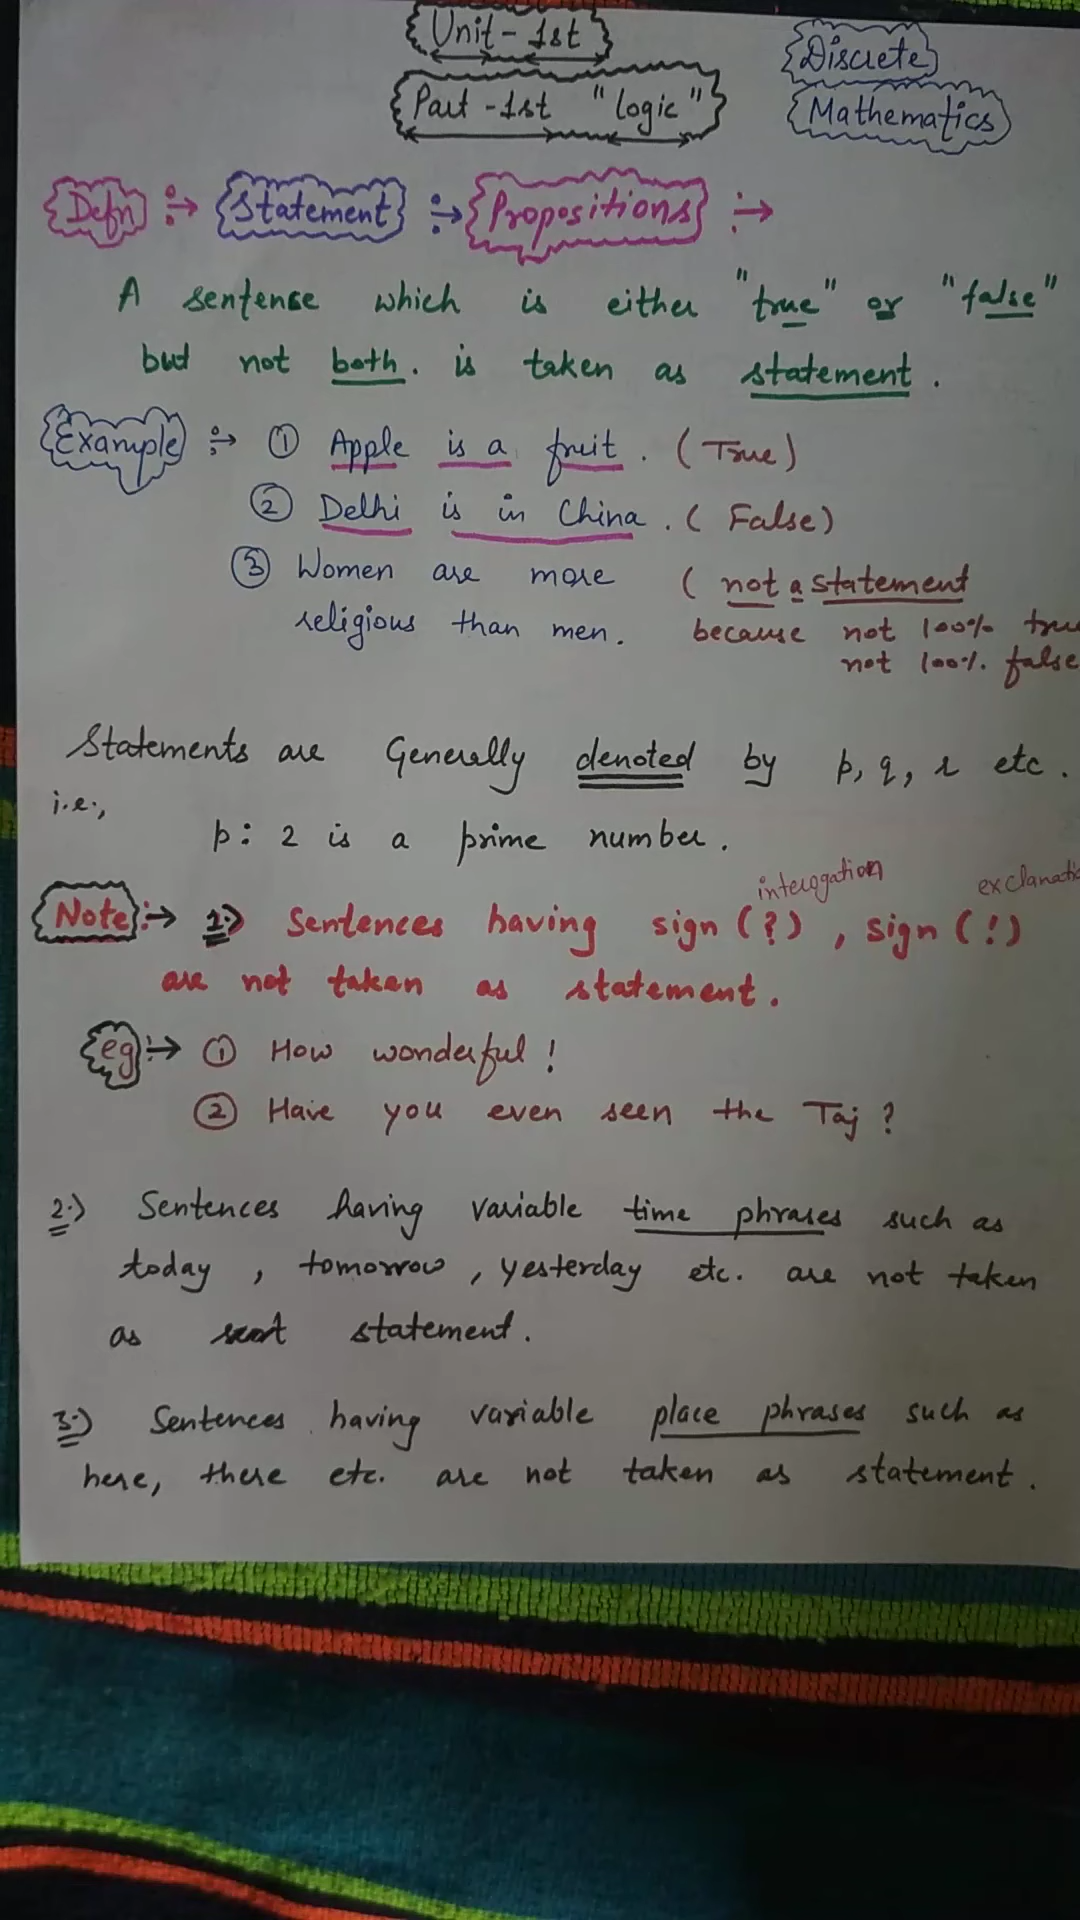 Unit - 1st
Discrete
Part - 1st "logic"
Mathematics
Defn :→ Statement :→ Propositions :→
A sentense which is either "true" or "false"
but not both. is taken as statement.
Example :→ ① Apple is a fruit. (True)
② Delhi is in China. (False)
③ Women are more (not a statement
religious than men. because not 100% true
not 100% false
Statements are Generally denoted by p, q, r etc.
i.e.,
p: 2 is a prime number.
interogation exclanatio
Note :→ 1.) Sentences having sign (?), sign (!)
are not taken as statement.
eg :→ ① How wonderful!
② Have you even seen the Taj?
2.) Sentences having variable time phrases such as
today, tomorrow, yesterday etc. are not taken
as statement.
3.) Sentences having variable place phrases such as
here, there etc. are not taken as statement.